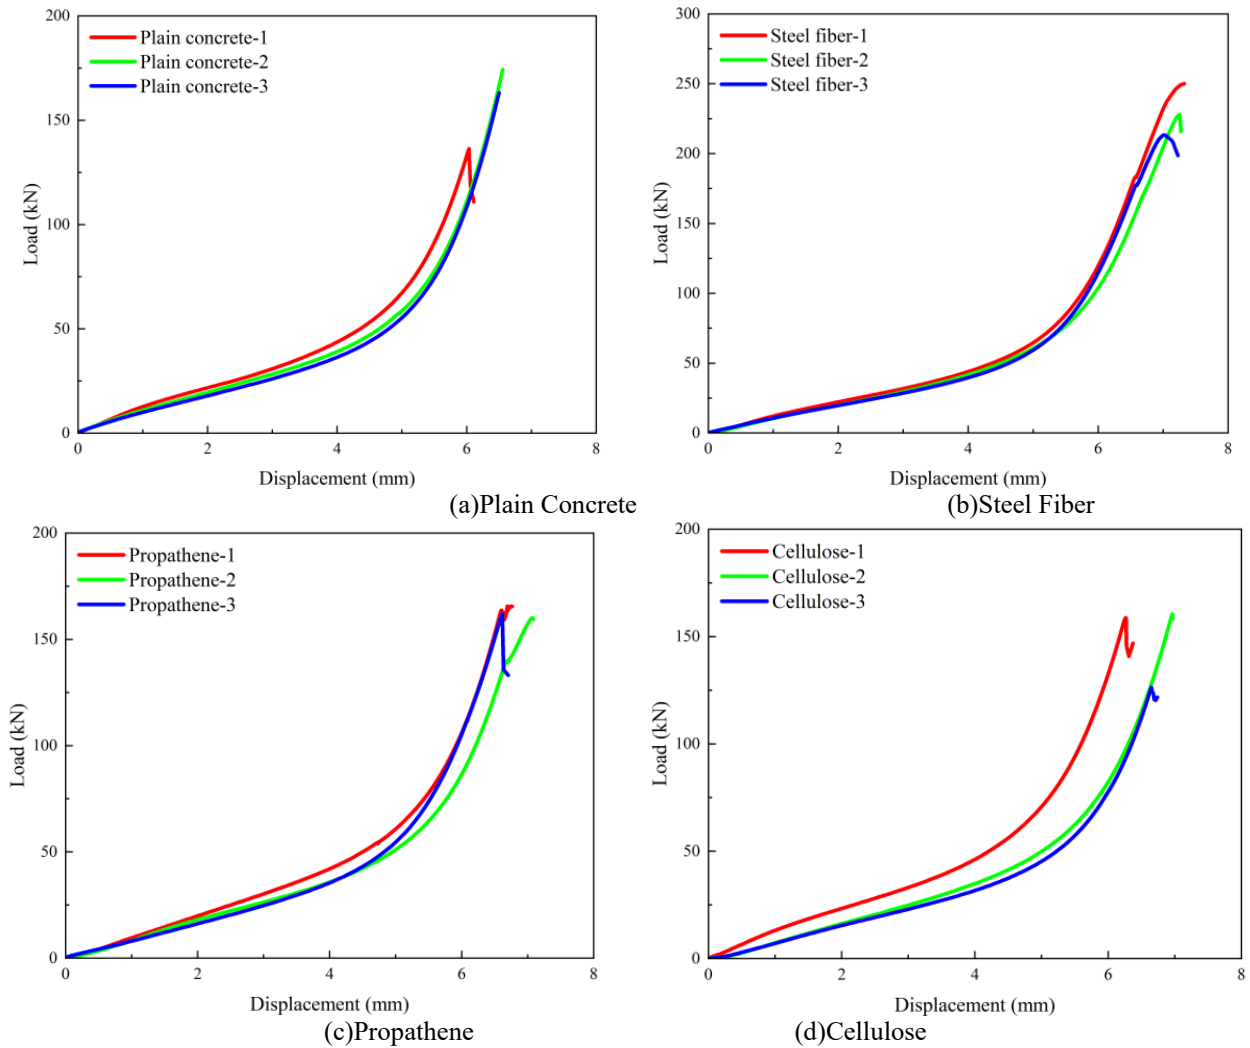 200
150
100
50
0
Load (kN)
Plain concrete-1
Plain concrete-2
Plain concrete-3
0 2 4 6 8
Displacement (mm)
(a)Plain Concrete
300
250
200
150
100
50
0
Load (kN)
Steel fiber-1
Steel fiber-2
Steel fiber-3
0 2 4 6 8
Displacement (mm)
(b)Steel Fiber
200
150
100
50
0
Load (kN)
Propathene-1
Propathene-2
Propathene-3
0 2 4 6 8
Displacement (mm)
(c)Propathene
200
150
100
50
0
Load (kN)
Cellulose-1
Cellulose-2
Cellulose-3
0 2 4 6 8
Displacement (mm)
(d)Cellulose